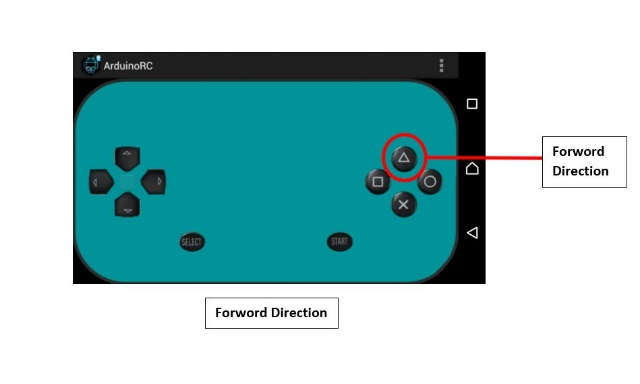 ArduinoRC
SELECT
START
Forword
Direction
Forword Direction